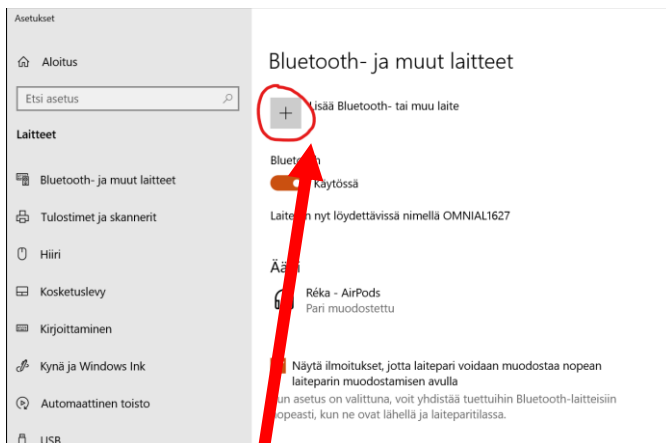 Asetukset
Aloitus
Etsi asetus
Laitteet
Bluetooth- ja muut laitteet
Tulostimet ja skannerit
Hiiri
Kosketuslevy
Kirjoittaminen
Kynä ja Windows Ink
Automaattinen toisto
USB
Bluetooth- ja muut laitteet
Lisää Bluetooth- tai muu laite
Käytössä
nyt löydettävissä nimellä OMNIAL1627
Réka - AirPods
Pari muodostettu
Näytä ilmoitukset, jotta laitepari voidaan muodostaa nopean
laiteparin muodostamisen avulla
asetus on valittuna, voit yhdistää tuettuihin Bluetooth-laitteisiin
kun ne ovat lähellä ja laiteparitilassa.